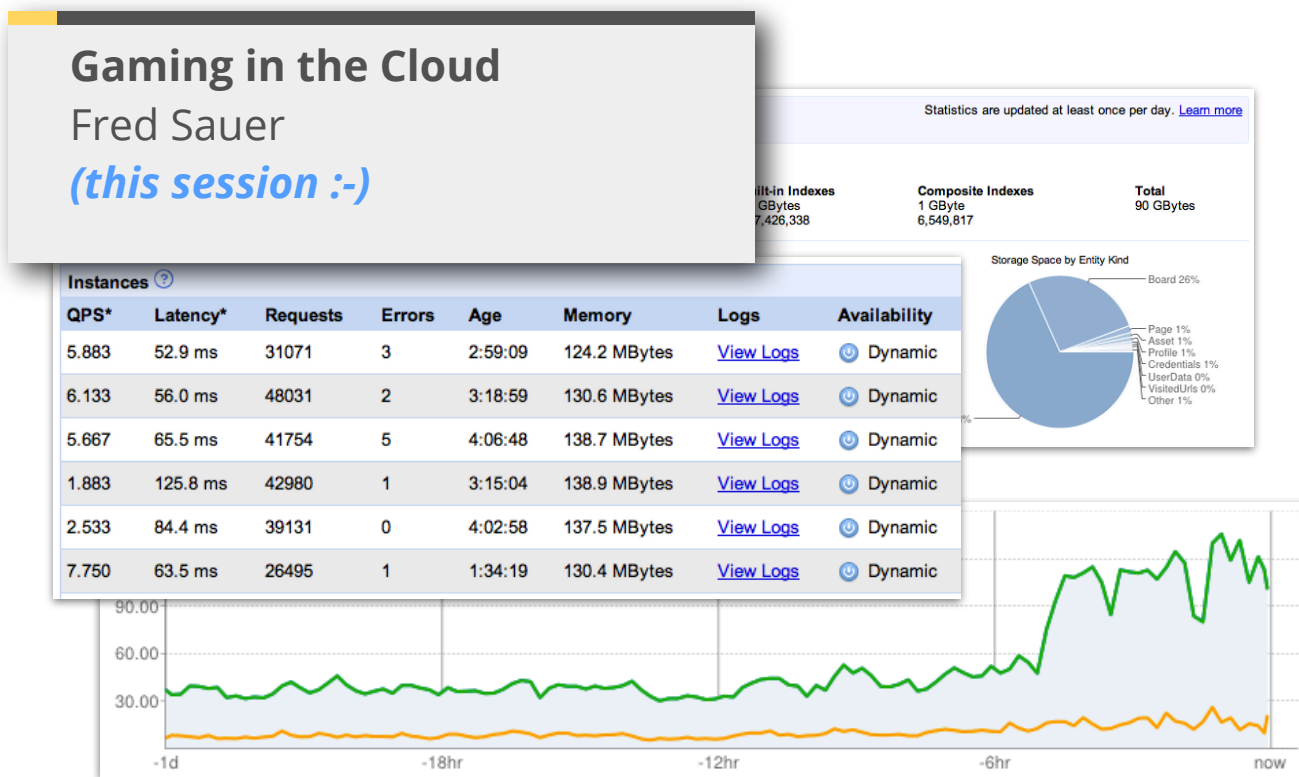 Gaming in the Cloud
Fred Sauer
(this session :-)
Statistics are updated at least once per day. Learn more
Indexes Composite Indexes Total
GBytes 1 GByte 90 GBytes
6,549,817
Storage Space by Entity Kind
Board 26%
Page 1%
Asset 1%
Profile 1%
Credentials 1%
UserData 0%
VisitedUrls 0%
Other 1%
Instances ?
QPS* Latency* Requests Errors Age Memory Logs Availability
5.883 52.9 ms 31071 3 2:59:09 124.2 MBytes View Logs Dynamic
6.133 56.0 ms 48031 2 3:18:59 130.6 MBytes View Logs Dynamic
5.667 65.5 ms 41754 5 4:06:48 138.7 MBytes View Logs Dynamic
1.883 125.8 ms 42980 1 3:15:04 138.9 MBytes View Logs Dynamic
2.533 84.4 ms 39131 0 4:02:58 137.5 MBytes View Logs Dynamic
7.750 63.5 ms 26495 1 1:34:19 130.4 MBytes View Logs Dynamic
90.00
60.00
30.00
-1d -18hr -12hr -6hr now